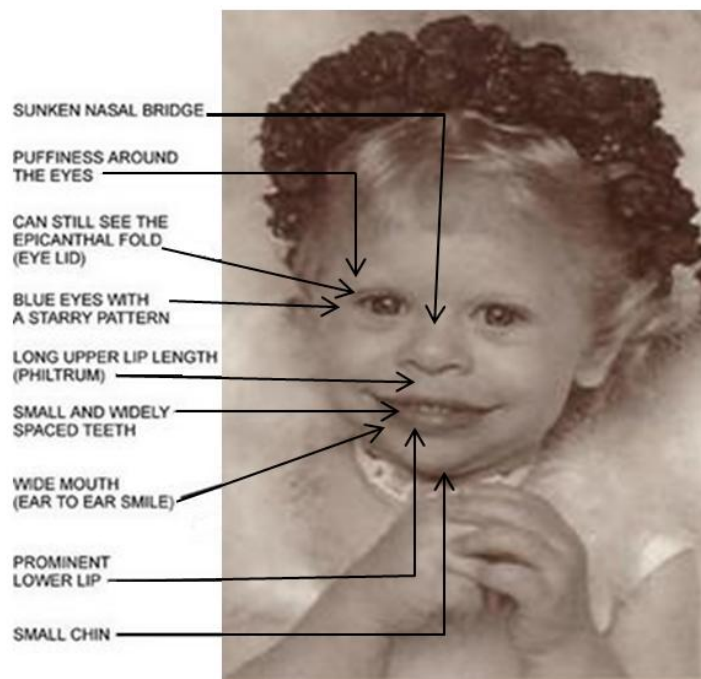 SUNKEN NASAL BRIDGE
PUFFINESS AROUND
THE EYES
CAN STILL SEE THE
EPICANTHAL FOLD
(EYE LID)
BLUE EYES WITH
A STARRY PATTERN
LONG UPPER LIP LENGTH
(PHILTRUM)
SMALL AND WIDELY
SPACED TEETH
WIDE MOUTH
(EAR TO EAR SMILE)
PROMINENT
LOWER LIP
SMALL CHIN